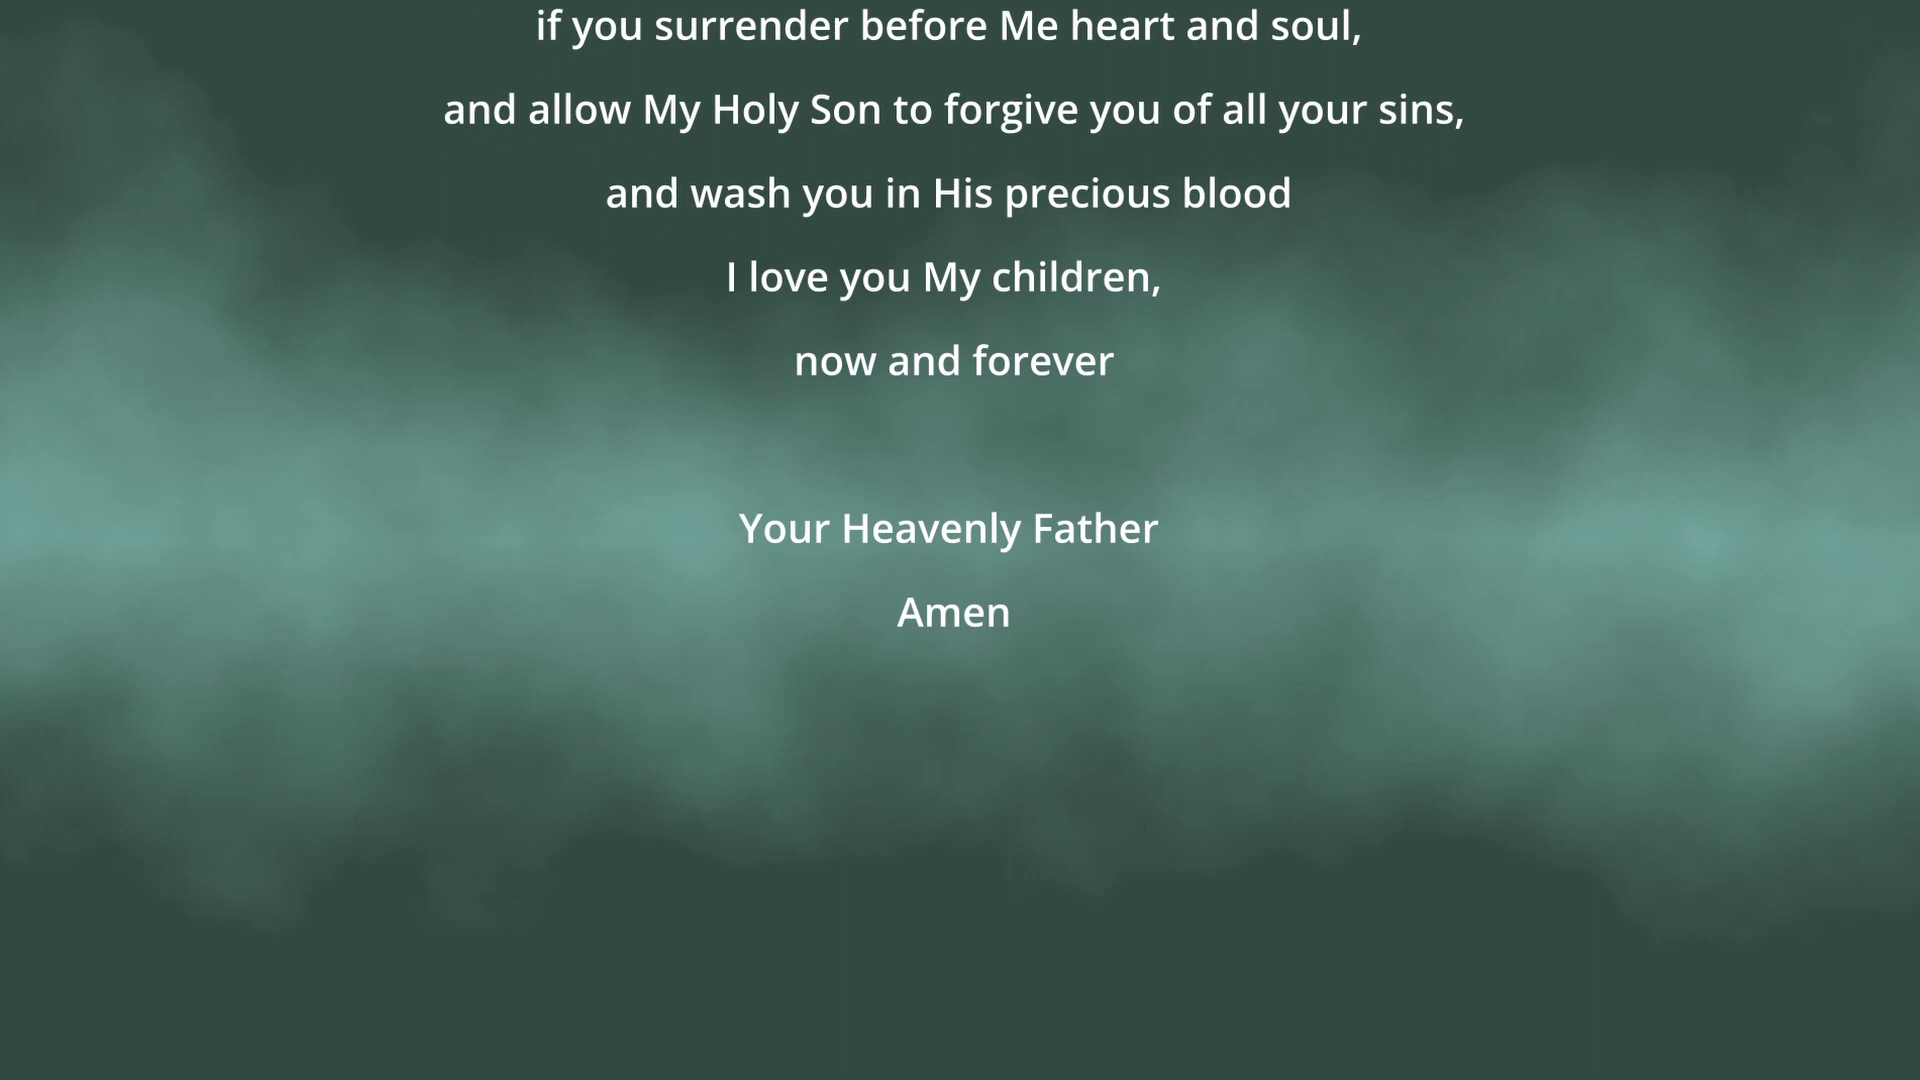 if you surrender before Me heart and soul,
and allow My Holy Son to forgive you of all your sins,
and wash you in His precious blood
I love you My children,
now and forever
Your Heavenly Father
Amen